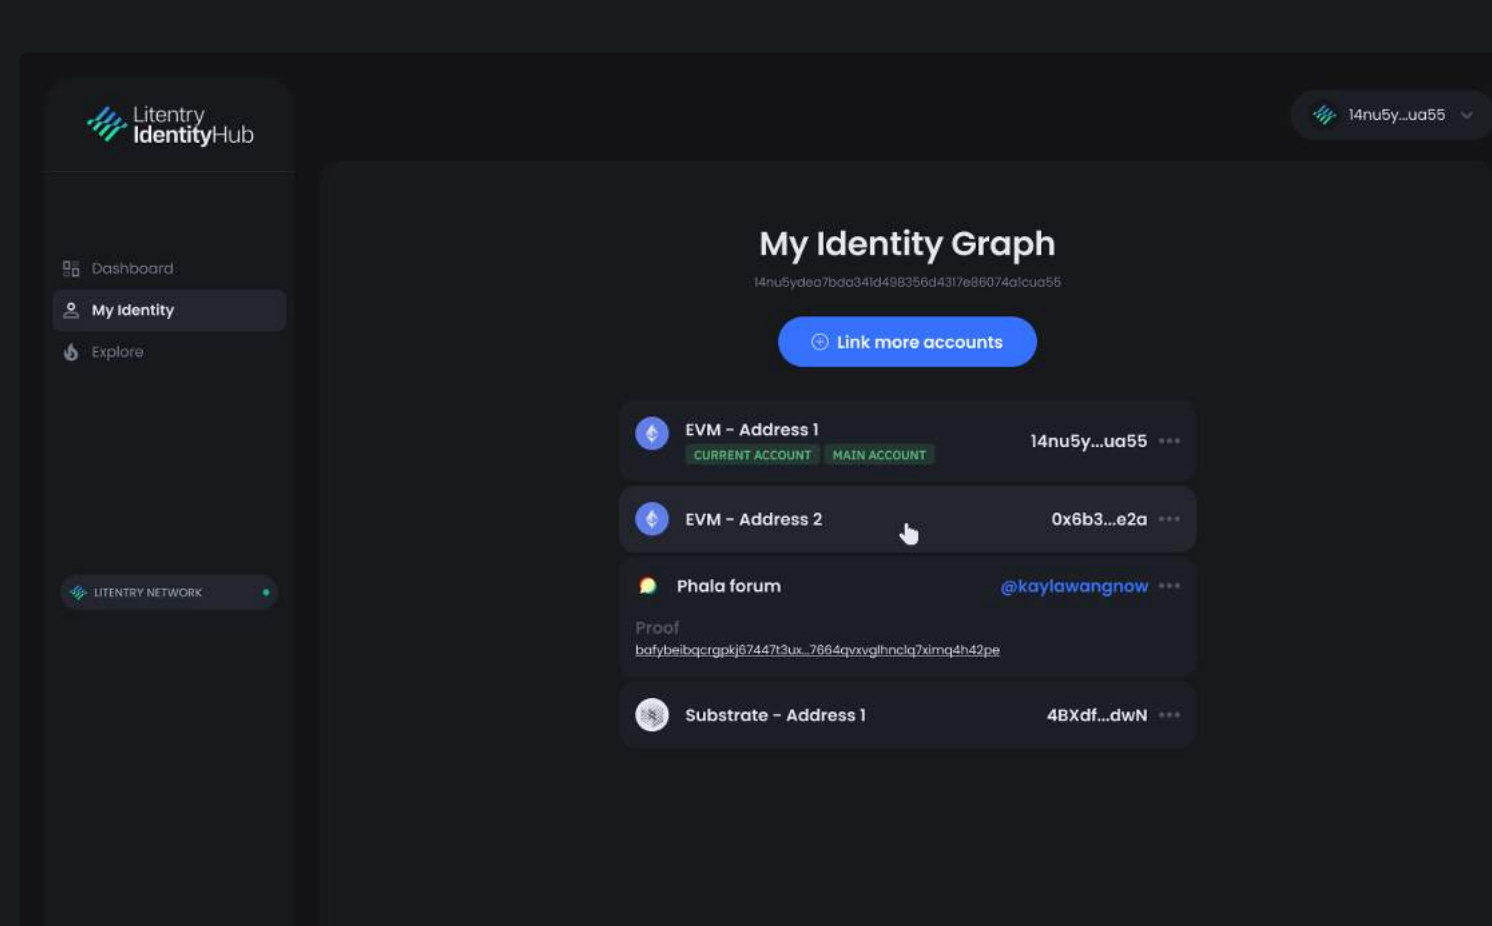 Litentry
IdentityHub
14nu5y...ua55
Dashboard
My Identity
Explore
LITENTRY NETWORK
My Identity Graph
14nu5ydea7bda341d498356d4317e86074a1cua55
Link more accounts
EVM - Address 1
CURRENT ACCOUNT MAIN ACCOUNT
14nu5y...ua55
EVM - Address 2
0x6b3...e2a
Phala forum
@kaylawangnow
Proof
bafybeibqcrgpkj67447t3ux...7664qvxvglhnclq7ximq4h42pe
Substrate - Address 1
4BXdf...dwN